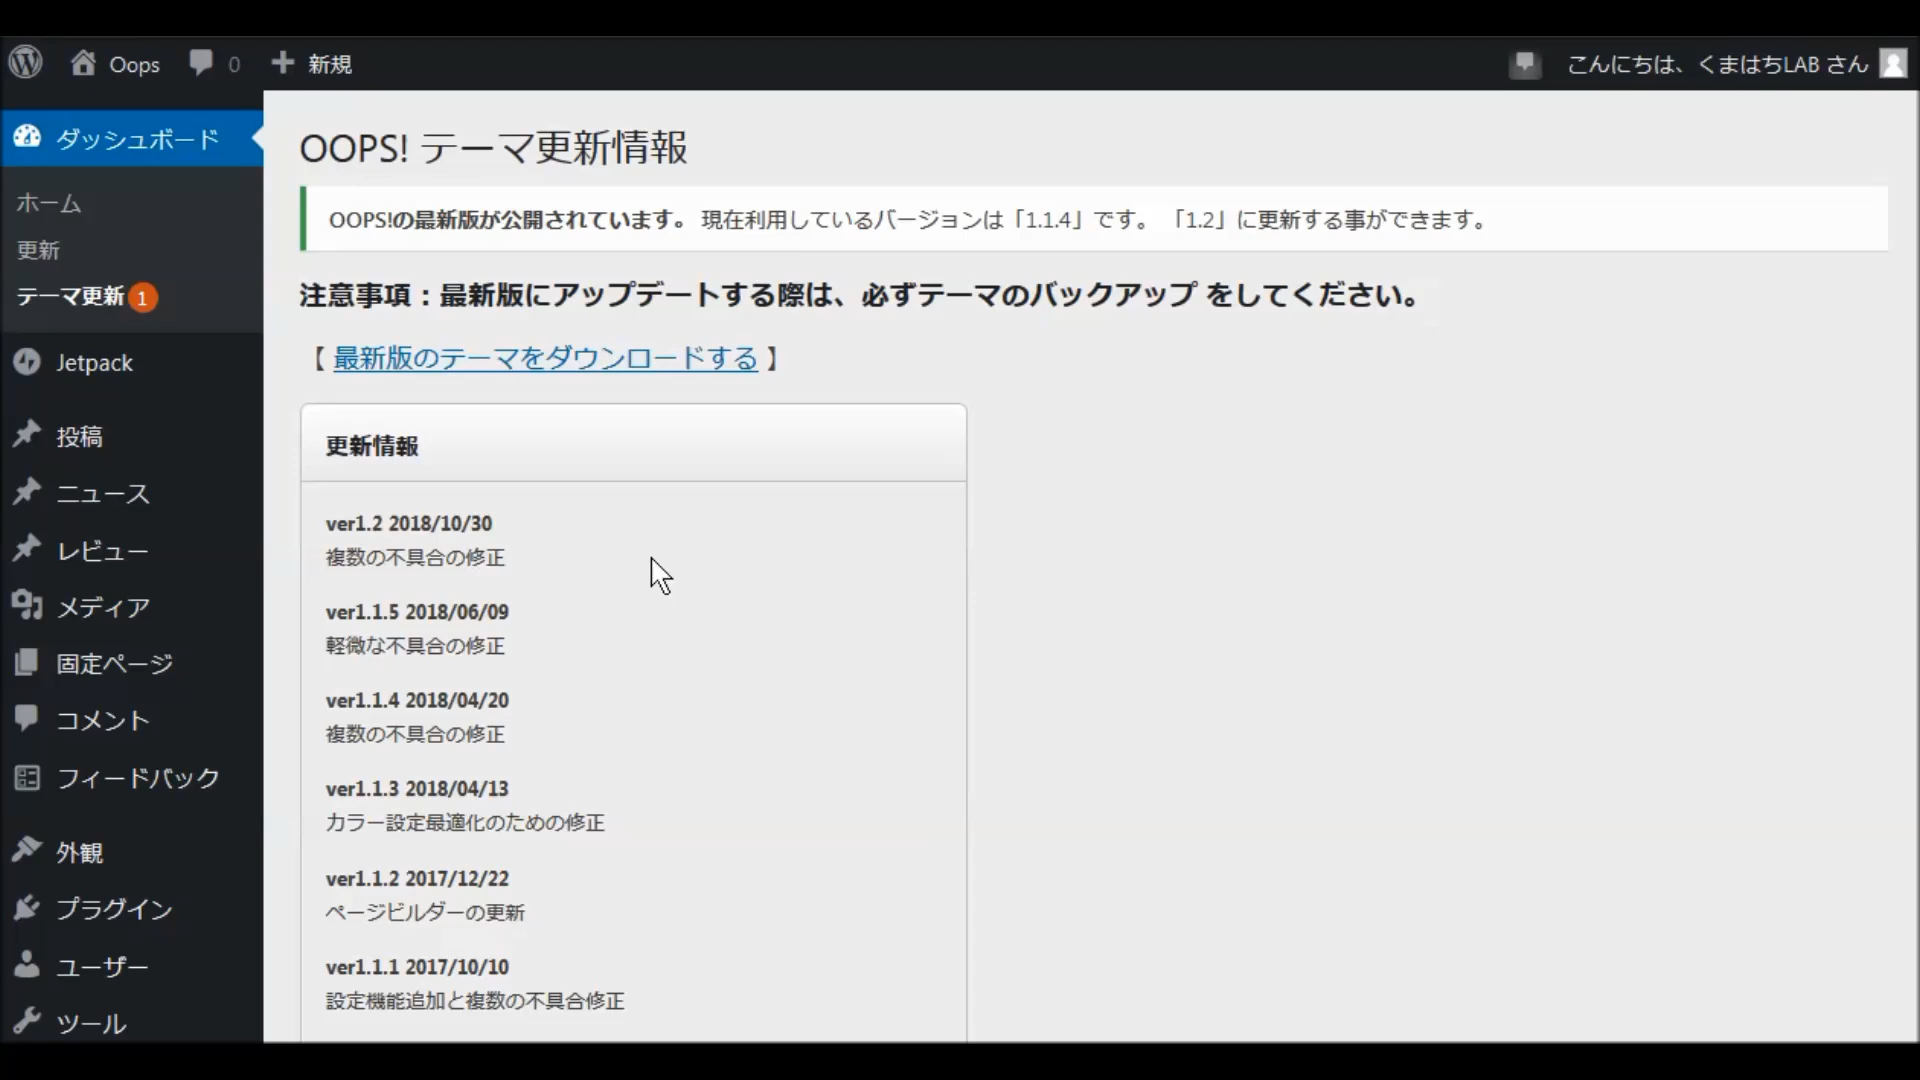 Oops 0 新規 こんにちは、くまはちLAB さん
ダッシュボード
ホーム
更新
テーマ更新 1
Jetpack
投稿
ニュース
レビュー
メディア
固定ページ
コメント
フィードバック
外観
プラグイン
ユーザー
ツール
OOPS! テーマ更新情報
OOPS!の最新版が公開されています。 現在利用しているバージョンは「1.1.4」です。 「1.2」に更新する事ができます。
注意事項：最新版にアップデートする際は、必ずテーマのバックアップ をしてください。
【 最新版のテーマをダウンロードする 】
更新情報
ver1.2 2018/10/30
複数の不具合の修正
ver1.1.5 2018/06/09
軽微な不具合の修正
ver1.1.4 2018/04/20
複数の不具合の修正
ver1.1.3 2018/04/13
カラー設定最適化のための修正
ver1.1.2 2017/12/22
ページビルダーの更新
ver1.1.1 2017/10/10
設定機能追加と複数の不具合修正